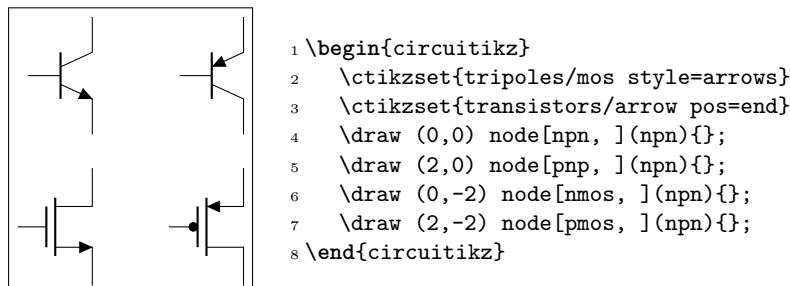 1 \begin{circuitikz}
2 \ctikzset{tripoles/mos style=arrows}
3 \ctikzset{transistors/arrow pos=end}
4 \draw (0,0) node[npn, ](npn){};
5 \draw (2,0) node[pnp, ](npn){};
6 \draw (0,-2) node[nmos, ](npn){};
7 \draw (2,-2) node[pmos, ](npn){};
8 \end{circuitikz}